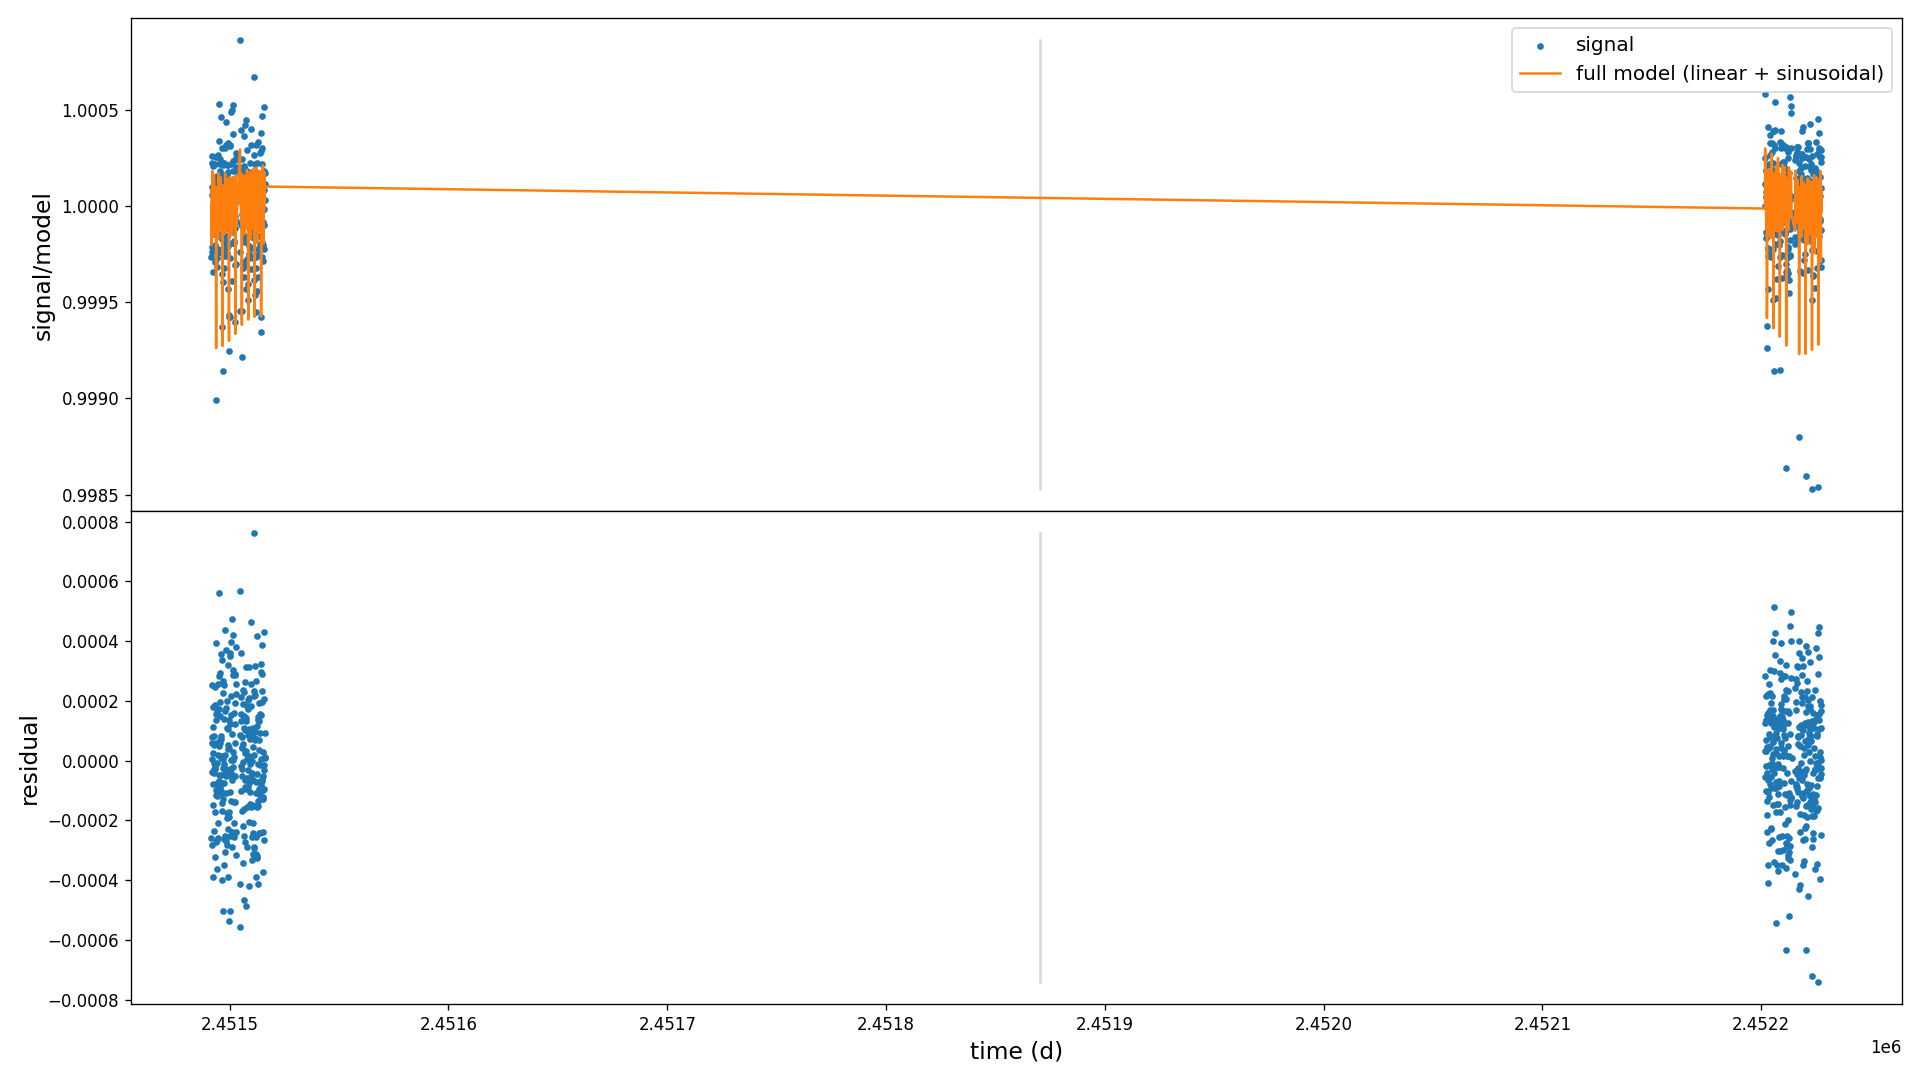 signal
full model (linear + sinusoidal)
signal/model
1.0005
1.0000
0.9995
0.9990
0.9985
residual
0.0008
0.0006
0.0004
0.0002
0.0000
−0.0002
−0.0004
−0.0006
−0.0008
2.4515 2.4516 2.4517 2.4518 2.4519 2.4520 2.4521 2.4522
1e6
time (d)